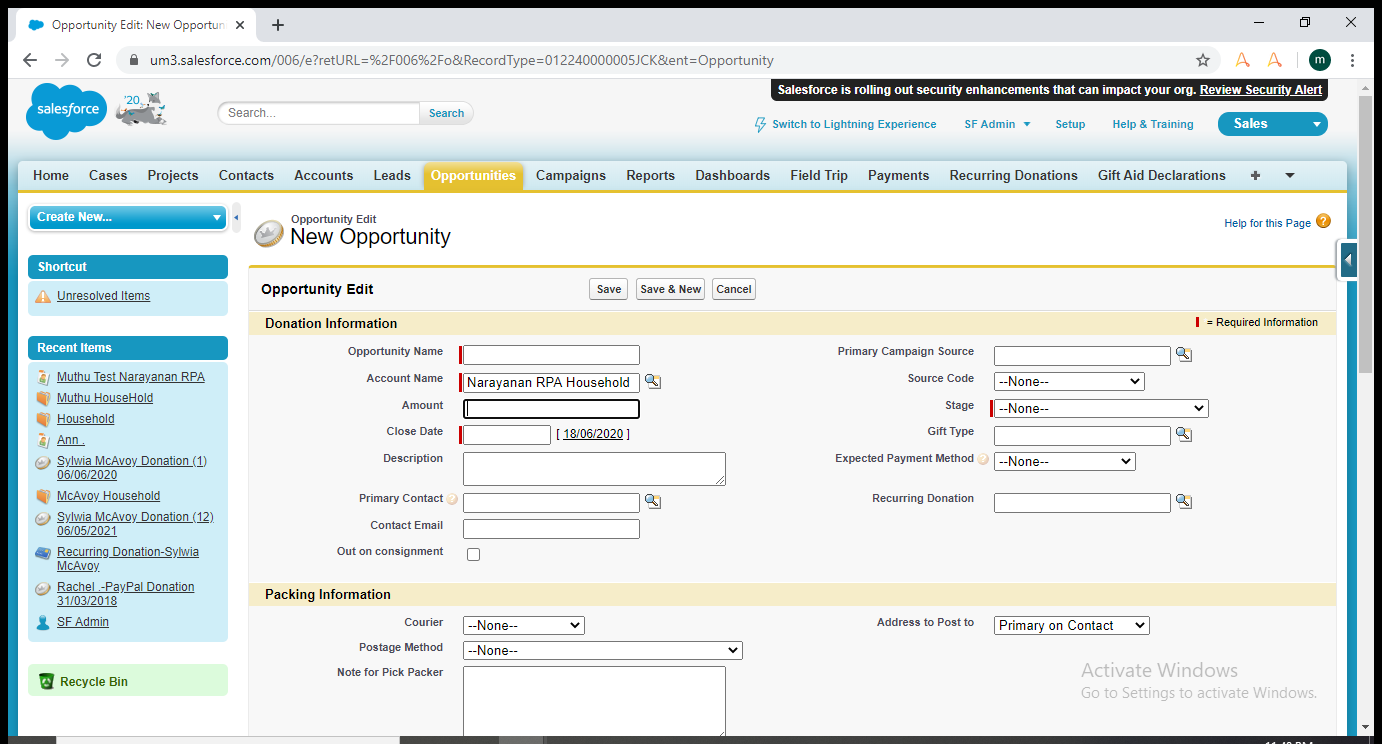 Opportunity Edit: New Opportun
um3.salesforce.com/006/e?retURL=%2F006%2Fo&RecordType=012240000005JCK&ent=Opportunity
m
Salesforce is rolling out security enhancements that can impact your org. Review Security Alert
salesforce
'20
Search...
Search
Switch to Lightning Experience
SF Admin
Setup
Help & Training
Sales
Home Cases Projects Contacts Accounts Leads Opportunities Campaigns Reports Dashboards Field Trip Payments Recurring Donations Gift Aid Declarations
Create New...
Shortcut
Unresolved Items
Recent Items
Muthu Test Narayanan RPA
Muthu HouseHold
Household
Ann .
Sylwia McAvoy Donation (1)
06/06/2020
McAvoy Household
Sylwia McAvoy Donation (12)
06/05/2021
Recurring Donation-Sylwia
McAvoy
Rachel .-PayPal Donation
31/03/2018
SF Admin
Recycle Bin
Opportunity Edit
New Opportunity
Help for this Page ?
Opportunity Edit
Save
Save & New
Cancel
Donation Information
= Required Information
Opportunity Name
Primary Campaign Source
Account Name Narayanan RPA Household
Source Code --None--
Amount
Stage --None--
Close Date [ 18/06/2020 ]
Gift Type
Description
Expected Payment Method ? --None--
Primary Contact ?
Recurring Donation
Contact Email
Out on consignment
Packing Information
Courier --None--
Address to Post to Primary on Contact
Postage Method --None--
Note for Pick Packer
Activate Windows
Go to Settings to activate Windows.